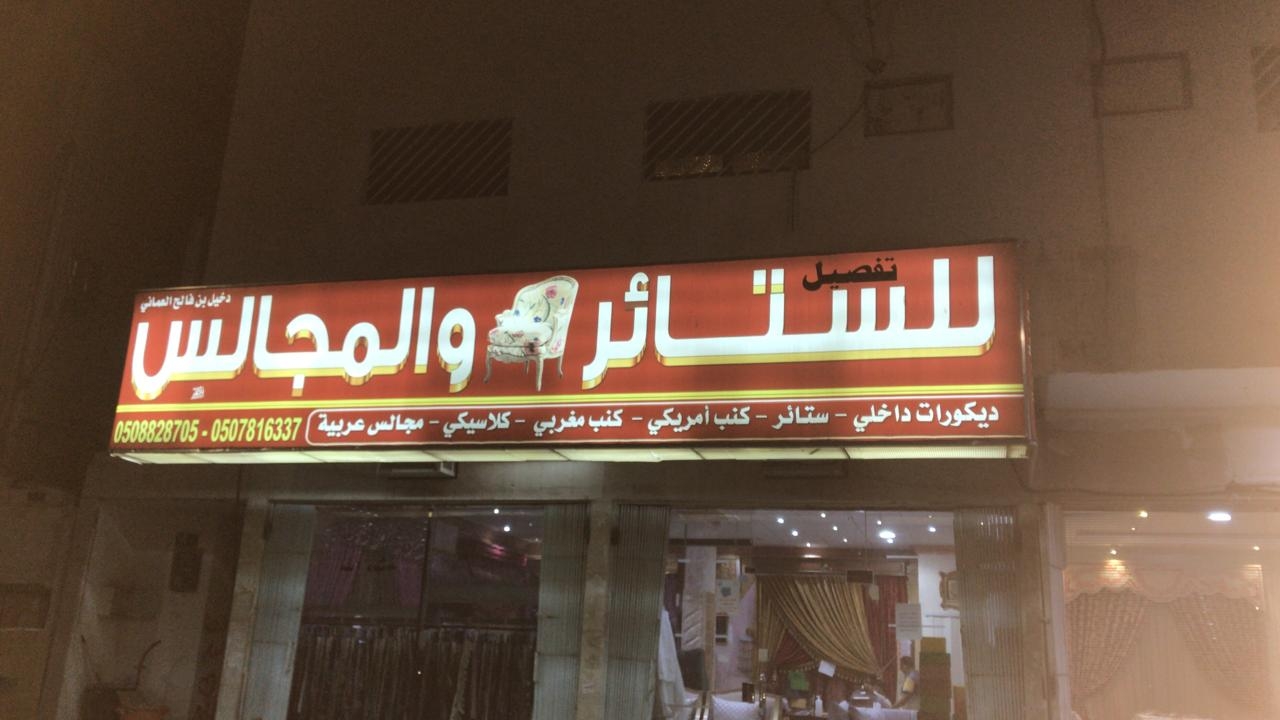 تفصيل
للستائر والمجالس
دخيل بن فالح العماني
ديكورات داخلي - ستائر - كنب أمريكي - كنب مغربي - كلاسيكي - مجالس عربية
0508828705 - 0507816337